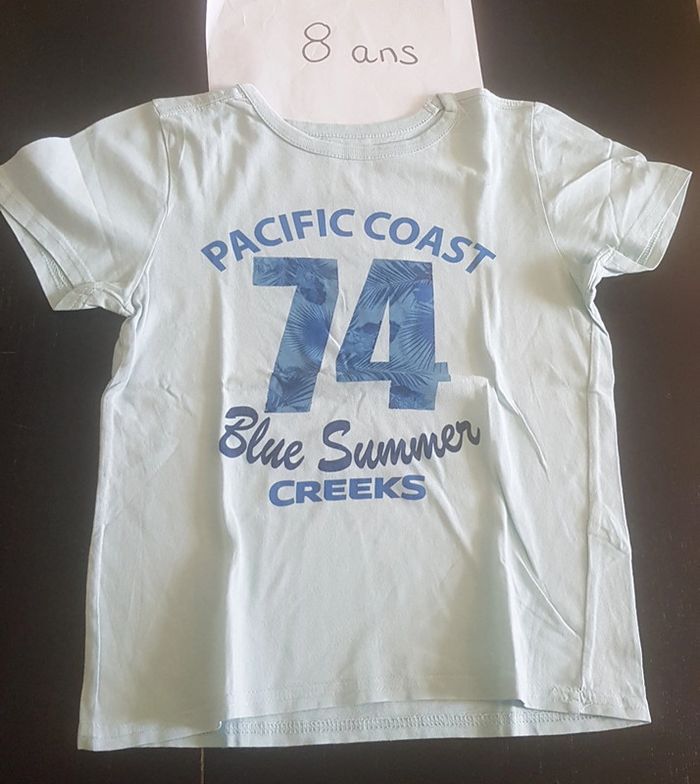 8 ans
PACIFIC COAST
74
Blue Summer
CREEKS